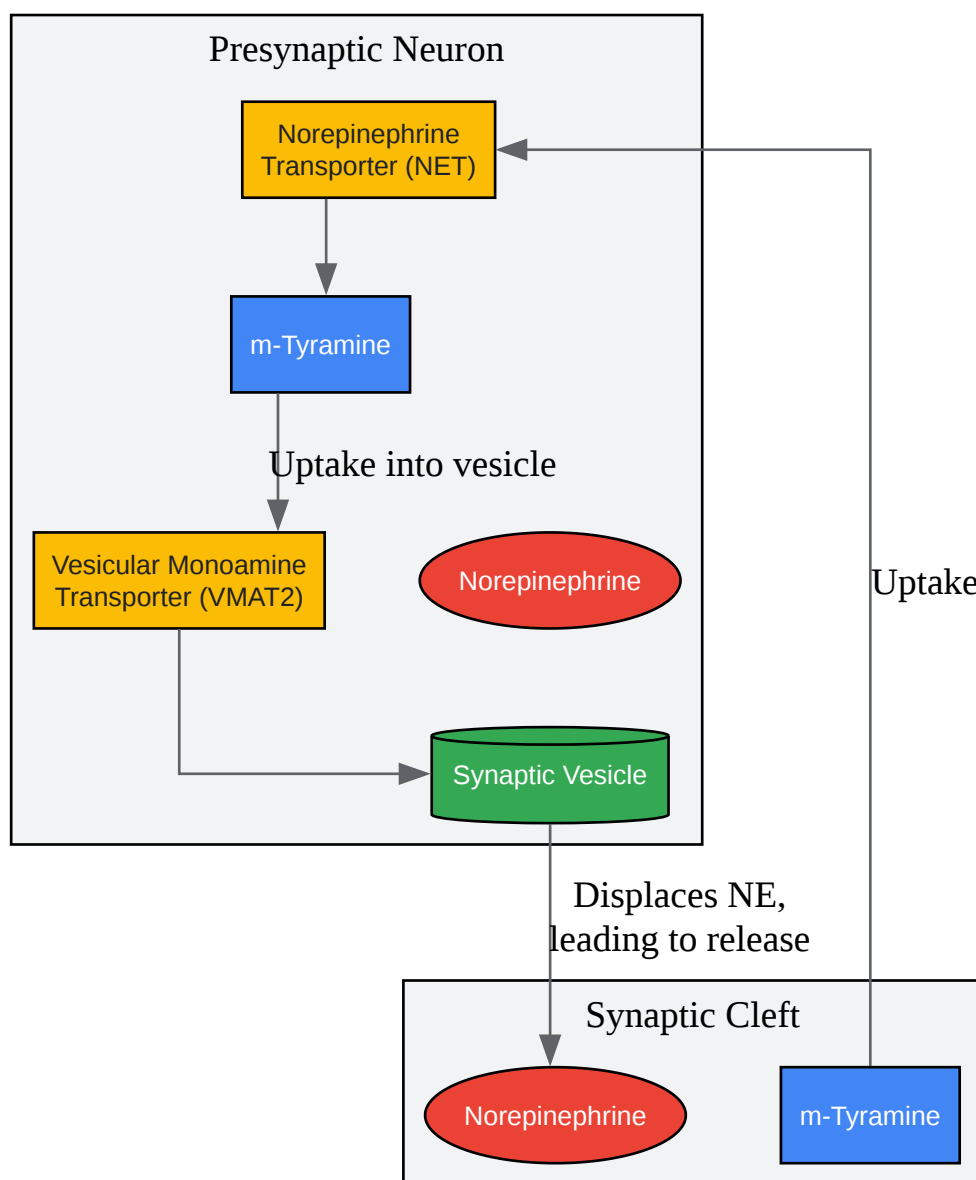 Presynaptic Neuron
Norepinephrine
Transporter (NET)
m-Tyramine
Uptake into vesicle
Vesicular Monoamine
Transporter (VMAT2)
Norepinephrine
Uptake
Synaptic Vesicle
Displaces NE,
leading to release
Synaptic Cleft
Norepinephrine
m-Tyramine